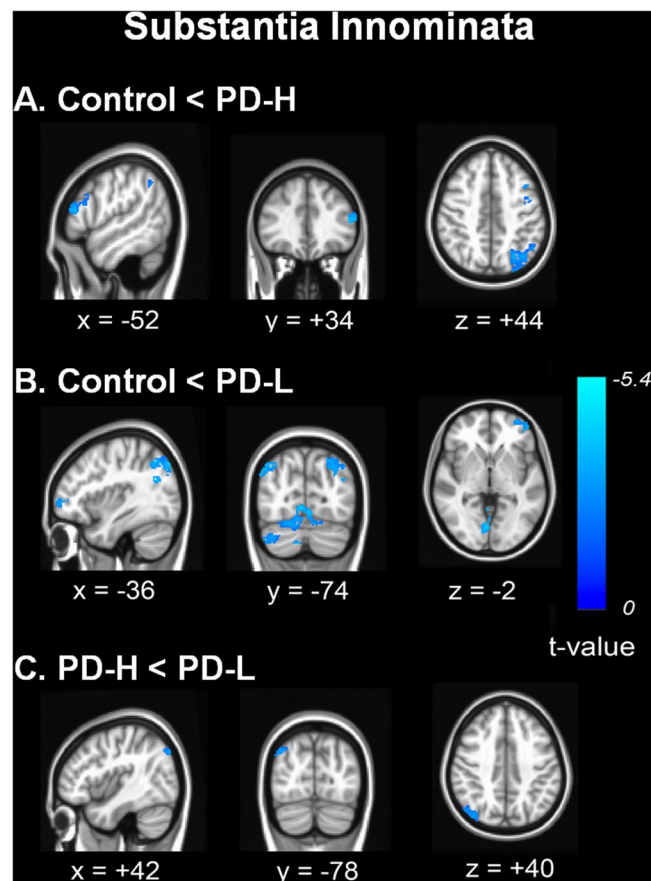 Substantia Innominata
A. Control < PD-H
x = -52 y = +34 z = +44
B. Control < PD-L
-5.4
x = -36 y = -74 z = -2
0
t-value
C. PD-H < PD-L
x = +42 y = -78 z = +40